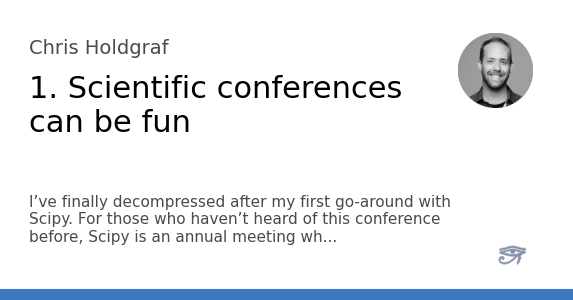 Chris Holdgraf
1. Scientific conferences
can be fun
I’ve finally decompressed after my first go-around with
Scipy. For those who haven’t heard of this conference
before, Scipy is an annual meeting wh...